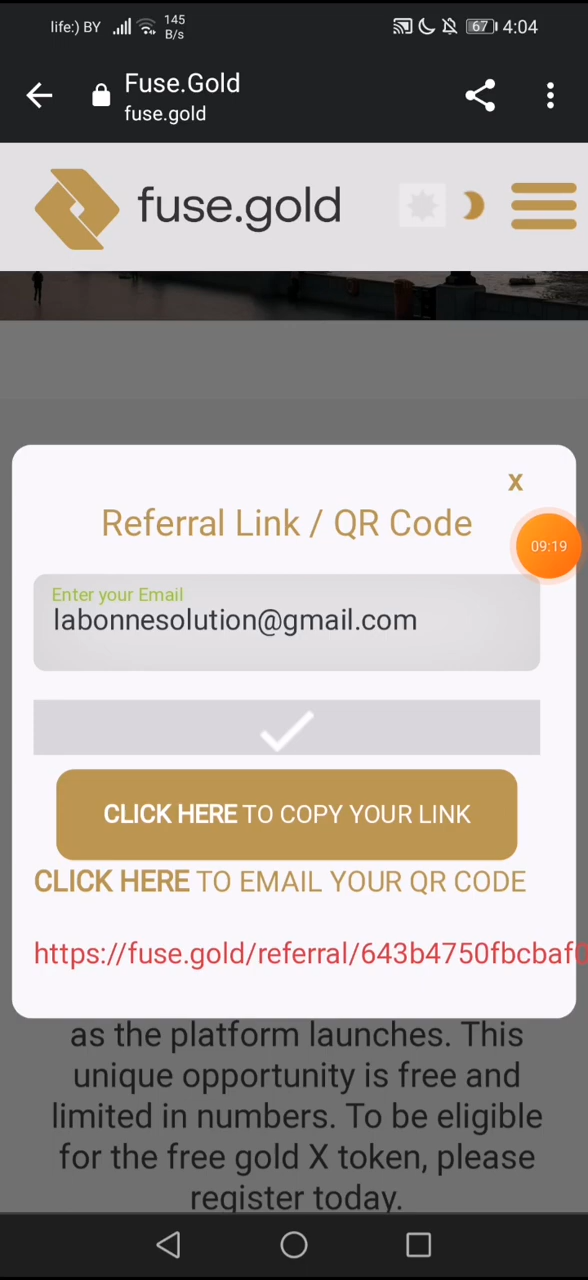 life:) BY 145 B/s 67 4:04
Fuse.Gold
fuse.gold
fuse.gold
x
Referral Link / QR Code
09:19
Enter your Email
labonnesolution@gmail.com
CLICK HERE TO COPY YOUR LINK
CLICK HERE TO EMAIL YOUR QR CODE
https://fuse.gold/referral/643b4750fbcbaf0
as the platform launches. This
unique opportunity is free and
limited in numbers. To be eligible
for the free gold X token, please
register today.